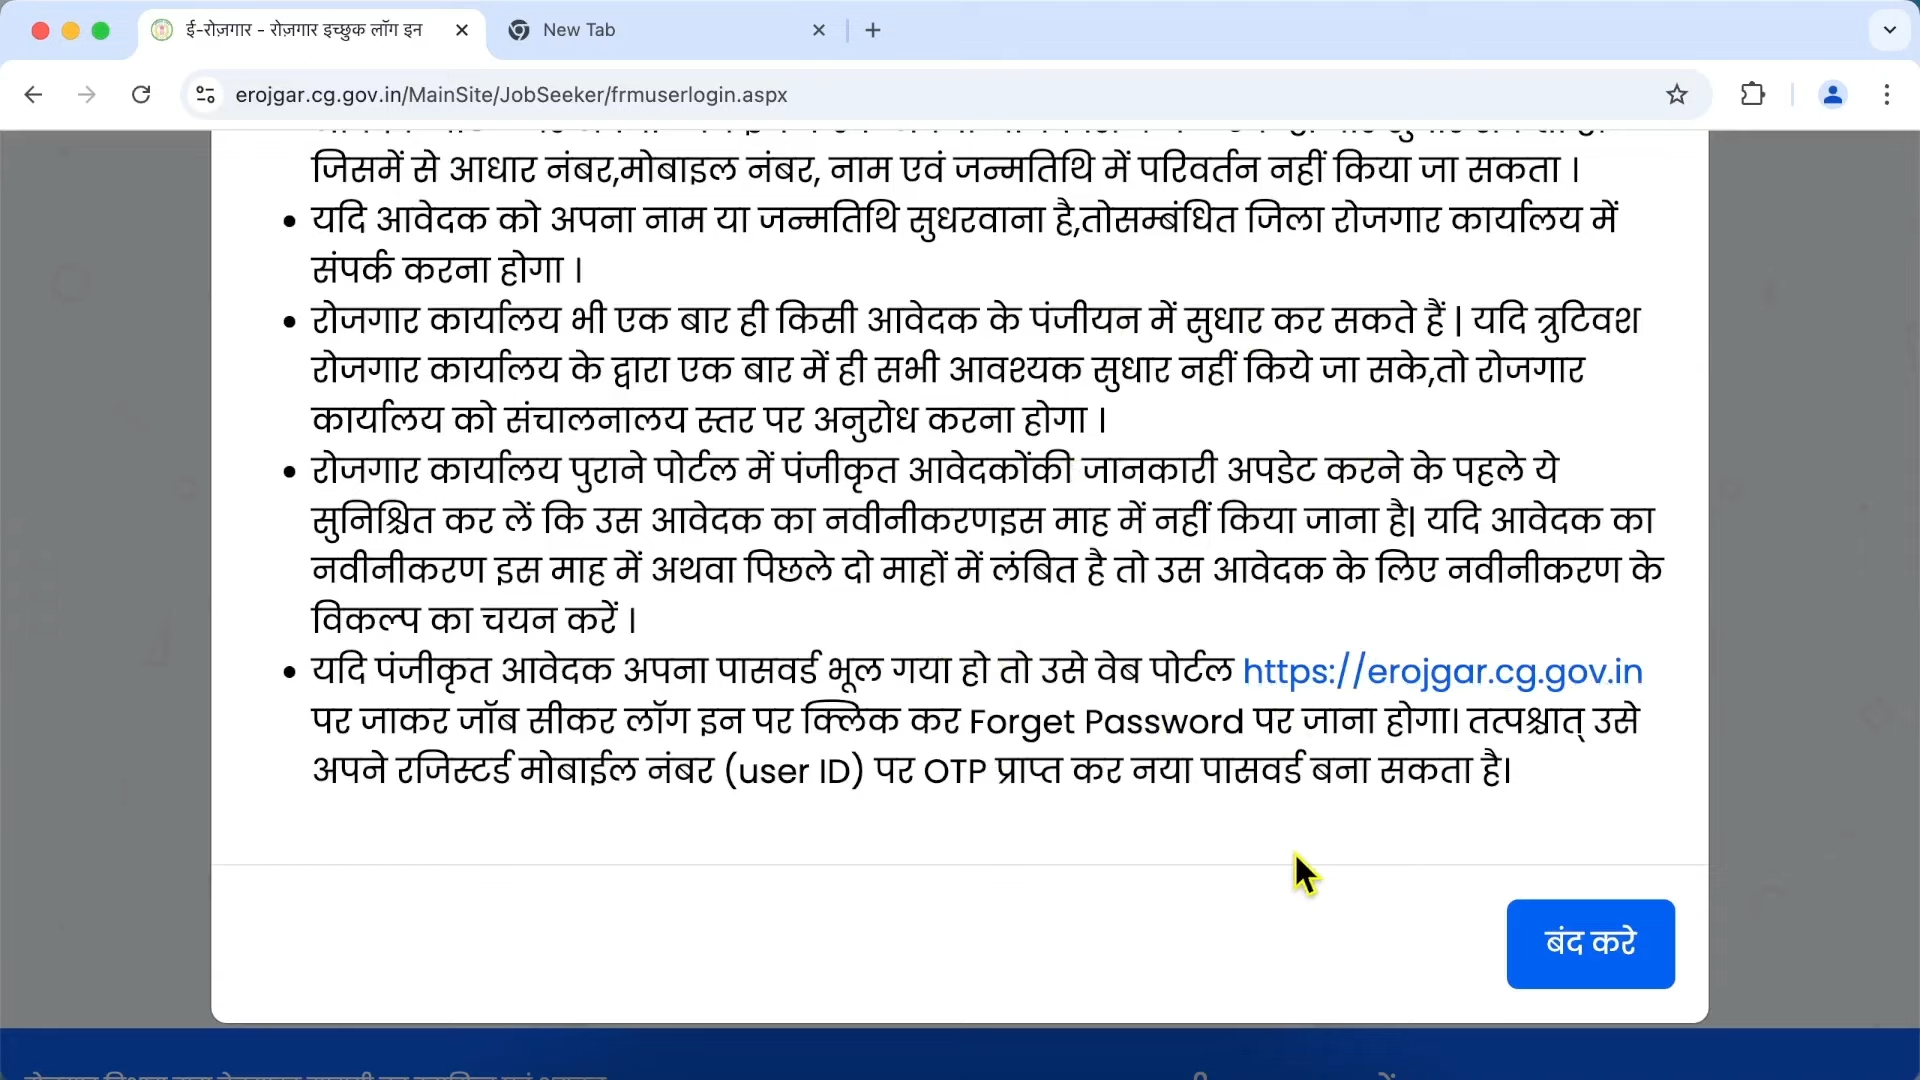 ई-रोज़गार - रोज़गार इच्छुक लॉग इन
New Tab
erojgar.cg.gov.in/MainSite/JobSeeker/frmuserlogin.aspx
जिसमें से आधार नंबर,मोबाइल नंबर, नाम एवं जन्मतिथि में परिवर्तन नहीं किया जा सकता ।
• यदि आवेदक को अपना नाम या जन्मतिथि सुधरवाना है,तोसम्बंधित जिला रोजगार कार्यालय में
संपर्क करना होगा ।
• रोजगार कार्यालय भी एक बार ही किसी आवेदक के पंजीयन में सुधार कर सकते हैं | यदि त्रुटिवश
रोजगार कार्यालय के द्वारा एक बार में ही सभी आवश्यक सुधार नहीं किये जा सके,तो रोजगार
कार्यालय को संचालनालय स्तर पर अनुरोध करना होगा ।
• रोजगार कार्यालय पुराने पोर्टल में पंजीकृत आवेदकोंकी जानकारी अपडेट करने के पहले ये
सुनिश्चित कर लें कि उस आवेदक का नवीनीकरणइस माह में नहीं किया जाना है| यदि आवेदक का
नवीनीकरण इस माह में अथवा पिछले दो माहों में लंबित है तो उस आवेदक के लिए नवीनीकरण के
विकल्प का चयन करें ।
• यदि पंजीकृत आवेदक अपना पासवर्ड भूल गया हो तो उसे वेब पोर्टल https://erojgar.cg.gov.in
पर जाकर जॉब सीकर लॉग इन पर क्लिक कर Forget Password पर जाना होगा। तत्पश्चात् उसे
अपने रजिस्टर्ड मोबाईल नंबर (user ID) पर OTP प्राप्त कर नया पासवर्ड बना सकता है।
बंद करे